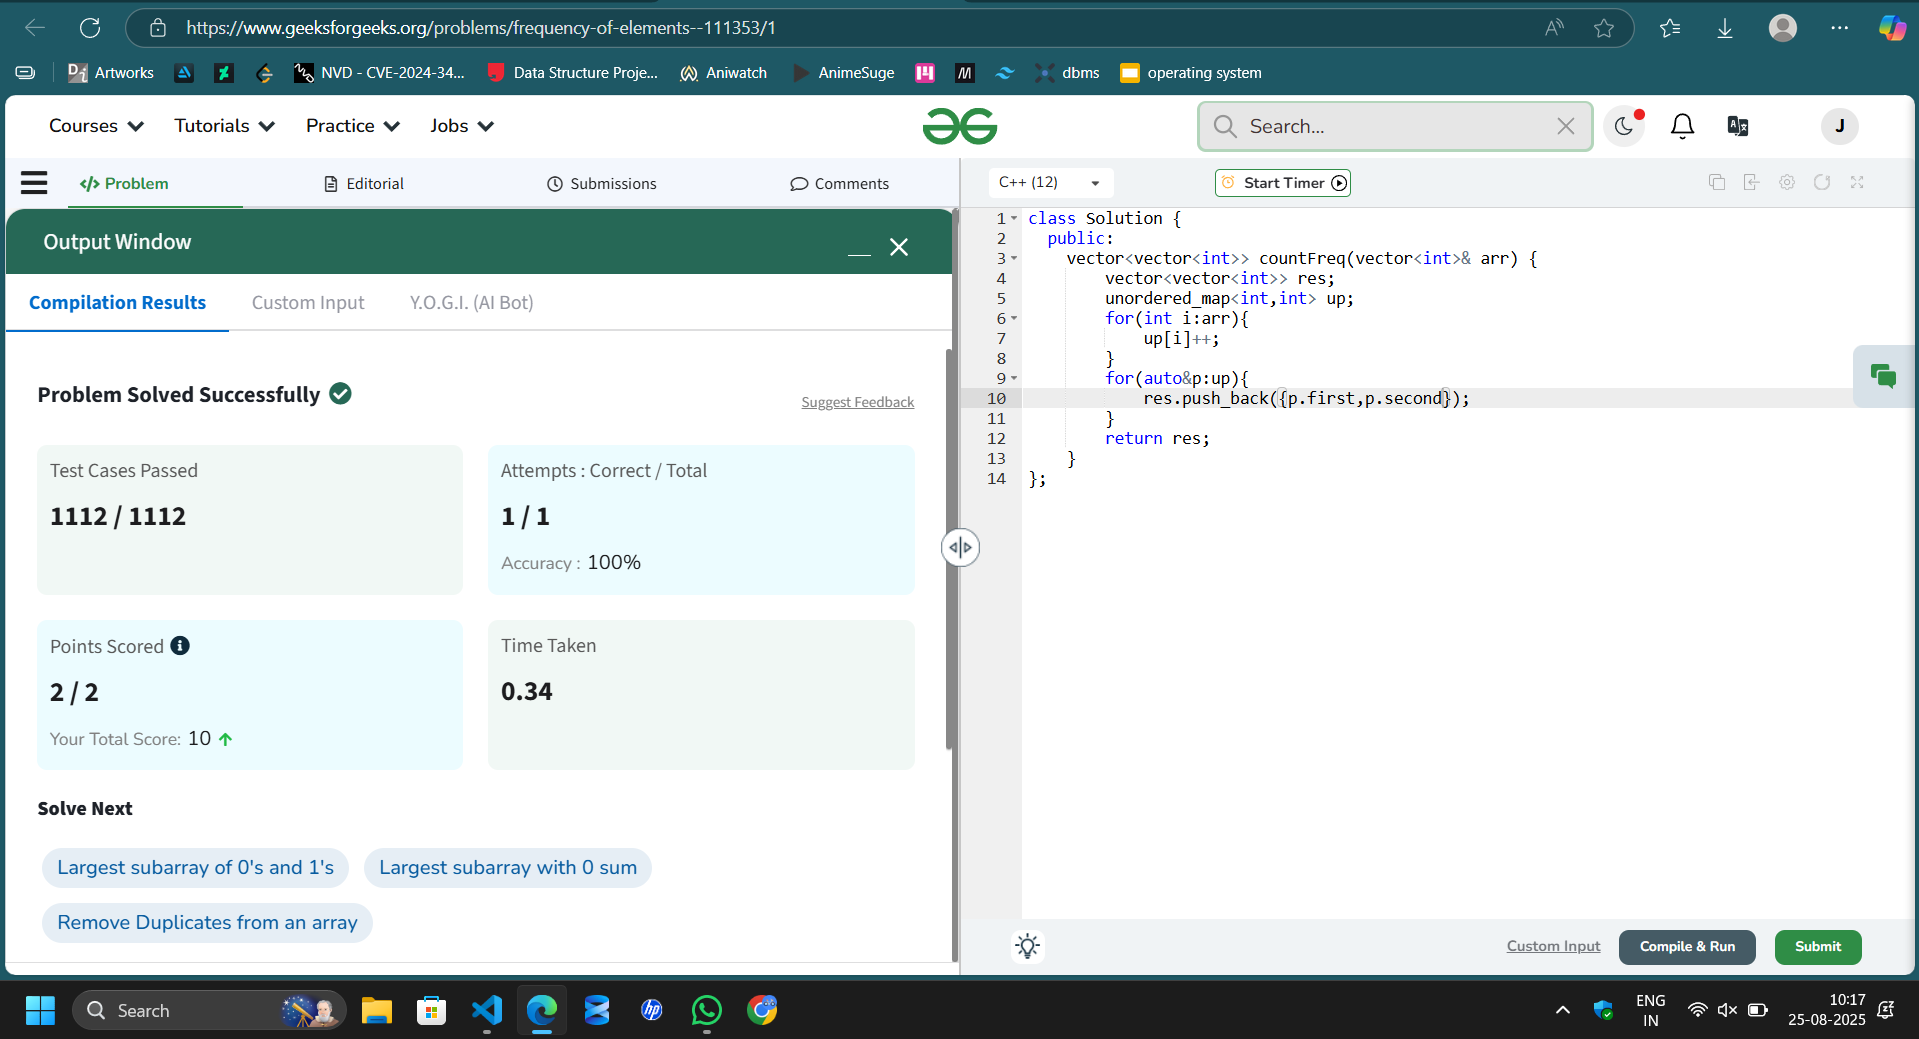 https://www.geeksforgeeks.org/problems/frequency-of-elements--111353/1
Artworks
NVD - CVE-2024-34...
Data Structure Proje...
Aniwatch
AnimeSuge
dbms
operating system
Courses
Tutorials
Practice
Jobs
Search...
J
</> Problem
Editorial
Submissions
Comments
C++ (12)
Start Timer
Output Window
Compilation Results
Custom Input
Y.O.G.I. (AI Bot)
Problem Solved Successfully
Suggest Feedback
Test Cases Passed
1112 / 1112
Attempts : Correct / Total
1 / 1
Accuracy : 100%
Points Scored
2 / 2
Your Total Score: 10
Time Taken
0.34
Solve Next
Largest subarray of 0's and 1's
Largest subarray with 0 sum
Remove Duplicates from an array
1 class Solution {
2 public:
3 vector<vector<int>> countFreq(vector<int>& arr) {
4 vector<vector<int>> res;
5 unordered_map<int,int> up;
6 for(int i:arr){
7 up[i]++;
8 }
9 for(auto&p:up){
10 res.push_back({p.first,p.second});
11 }
12 return res;
13 }
14 };
Custom Input
Compile & Run
Submit
Search
ENG
IN
10:17
25-08-2025